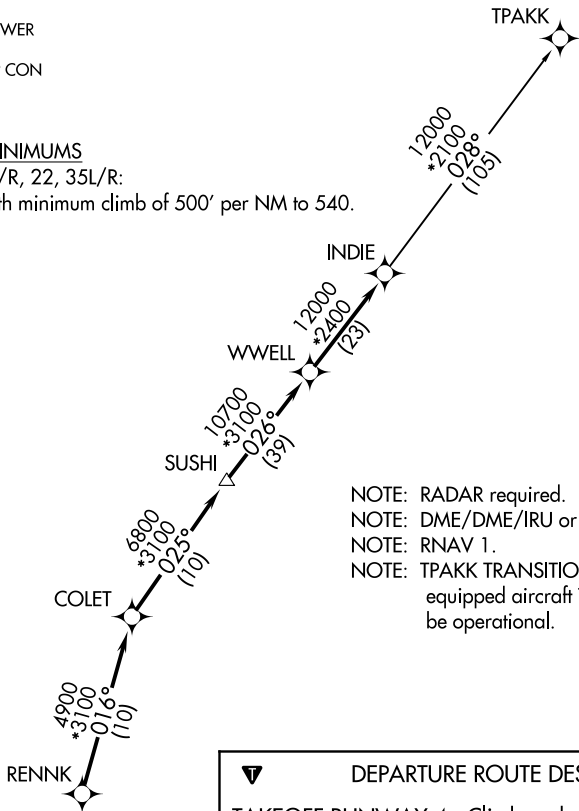 TPAKK
WER
CON
12000
*2100
028°
(105)
INIMUMS
/R, 22, 35L/R:
th minimum climb of 500' per NM to 540.
INDIE
12000
*2400
(23)
WWELL
10700
*3100
026°
(39)
SUSHI
NOTE: RADAR required.
NOTE: DME/DME/IRU or
NOTE: RNAV 1.
NOTE: TPAKK TRANSITIO
equipped aircraft
be operational.
6800
*3100
025°
(10)
COLET
4900
*3100
016°
(10)
RENNK
T DEPARTURE ROUTE DES